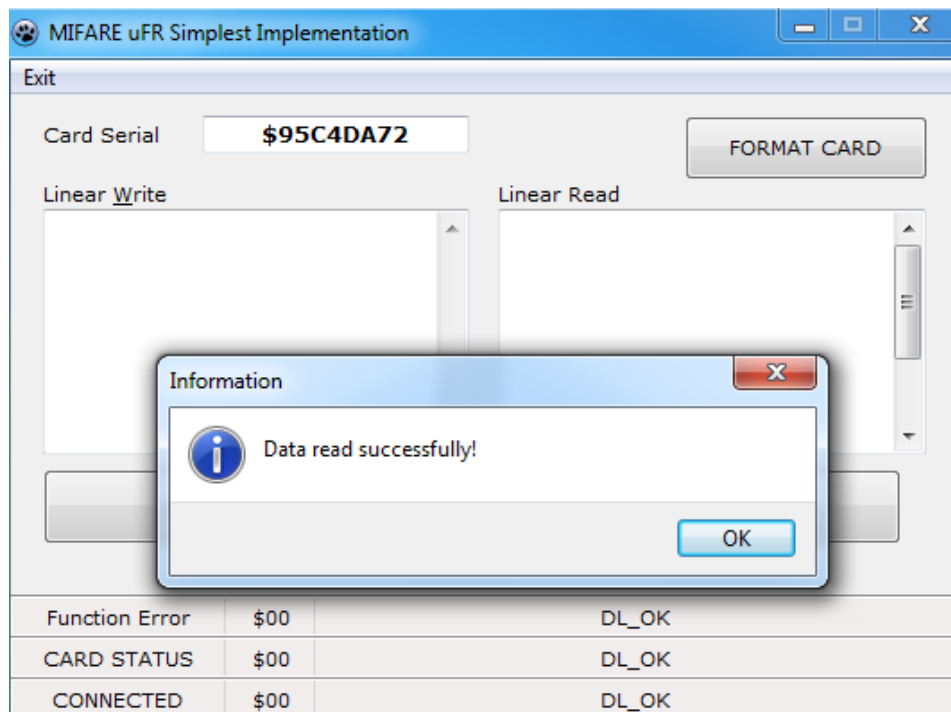 MIFARE uFR Simplest Implementation
Exit
Card Serial $95C4DA72 FORMAT CARD
Linear Write Linear Read
Information
Data read successfully!
OK
Function Error $00 DL_OK
CARD STATUS $00 DL_OK
CONNECTED $00 DL_OK